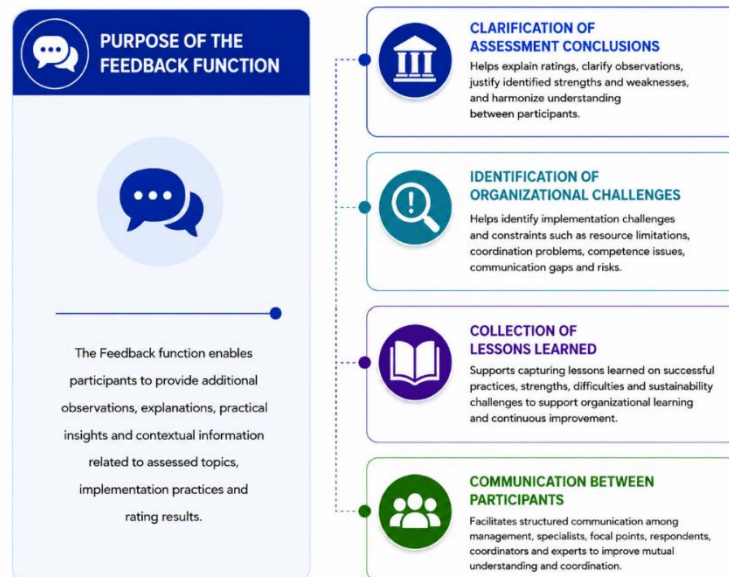 PURPOSE OF THE
FEEDBACK FUNCTION
The Feedback function enables
participants to provide additional
observations, explanations, practical
insights and contextual information
related to assessed topics,
implementation practices and
rating results.
CLARIFICATION OF
ASSESSMENT CONCLUSIONS
Helps explain ratings, clarify observations,
justify identified strengths and weaknesses,
and harmonize understanding
between participants.
IDENTIFICATION OF
ORGANIZATIONAL CHALLENGES
Helps identify implementation challenges
and constraints such as resource limitations,
coordination problems, competence issues,
communication gaps and risks.
COLLECTION OF
LESSONS LEARNED
Supports capturing lessons learned on successful
practices, strengths, difficulties and sustainability
challenges to support organizational learning
and continuous improvement.
COMMUNICATION BETWEEN
PARTICIPANTS
Facilitates structured communication among
management, specialists, focal points, respondents,
coordinators and experts to improve mutual
understanding and coordination.